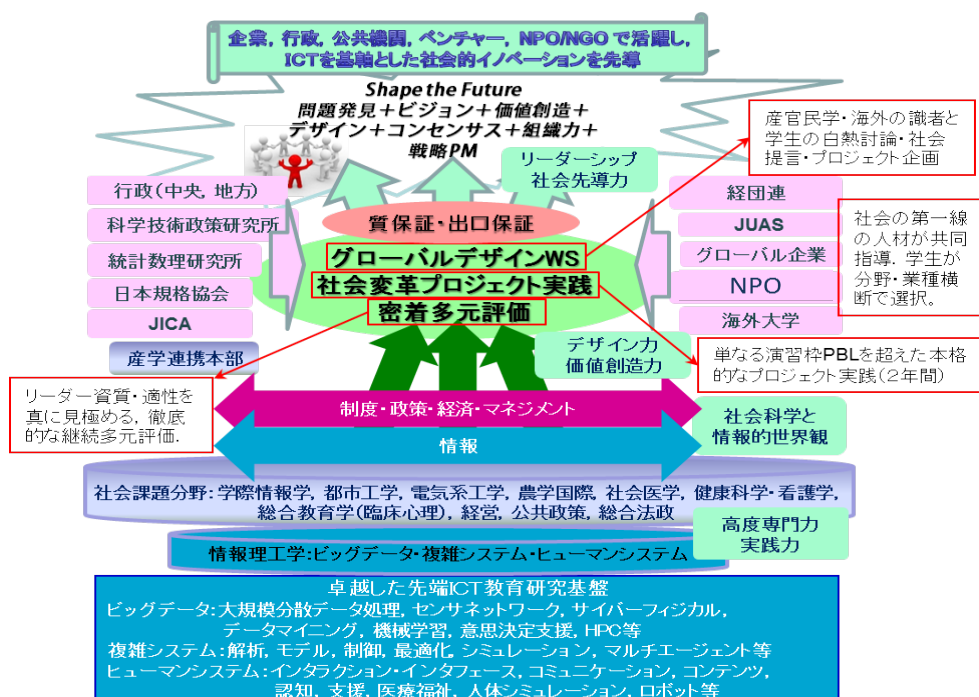 企業, 行政, 公共機関, ベンチャー, NPO/NGO で活躍し,
ICTを基軸とした社会的イノベーションを先導
Shape the Future
問題発見＋ビジョン＋価値創造＋
デザイン＋コンセンサス＋組織力＋
戦略PM
産官民学・海外の識者と
学生の白熱討論・社会
提言・プロジェクト企画
リーダーシップ
社会先導力
行政(中央, 地方)
科学技術政策研究所
統計数理研究所
日本規格協会
JICA
産学連携本部
質保証・出口保証
グローバルデザインWS
社会変革プロジェクト実践
密着多元評価
経団連
JUAS
グローバル企業
NPO
海外大学
社会の第一線
の人材が共同
指導. 学生が
分野・業種横
断で選択。
デザイン力
価値創造力
単なる演習枠PBLを超えた本格
的なプロジェクト実践(2年間)
リーダー資質・適性を
真に見極める, 徹底
的な継続多元評価.
制度・政策・経済・マネジメント
情報
社会科学と
情報的世界観
社会課題分野:学際情報学, 都市工学, 電気系工学, 農学国際, 社会医学, 健康科学・看護学,
総合教育学(臨床心理), 経営, 公共政策, 総合法政
高度専門力
実践力
情報理工学:ビッグデータ・複雑システム・ヒューマンシステム
卓越した先端ICT教育研究基盤
ビッグデータ:大規模分散データ処理, センサネットワーク, サイバーフィジカル,
データマイニング, 機械学習, 意思決定支援, HPC等
複雑システム:解析, モデル, 制御, 最適化, シミュレーション, マルチエージェント等
ヒューマンシステム:インタラクション・インタフェース, コミュニケーション, コンテンツ,
認知, 支援, 医療福祉, 人体シミュレーション, ロボット等